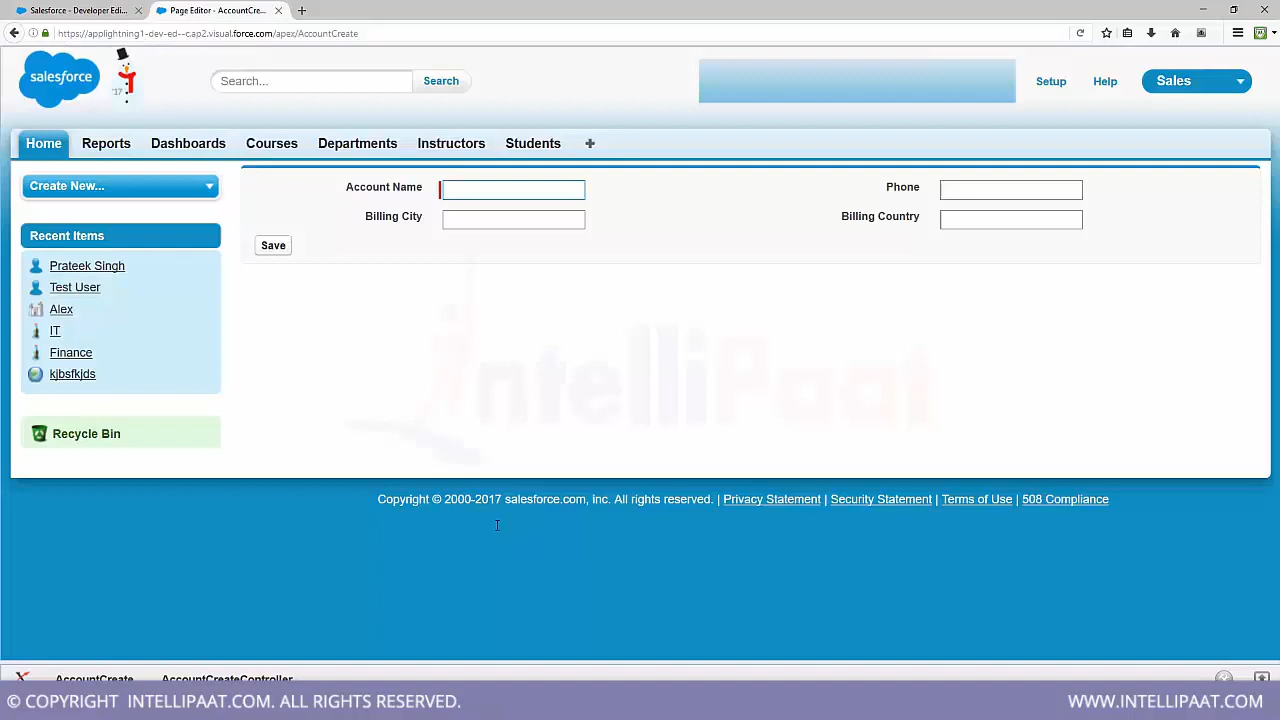 Salesforce - Developer Edi...
Page Editor - AccountCre...
https://applightning1-dev-ed--c.ap2.visual.force.com/apex/AccountCreate
salesforce
'17
Search...
Search
Setup
Help
Sales
Home
Reports
Dashboards
Courses
Departments
Instructors
Students
Create New...
Account Name
Phone
Billing City
Billing Country
Save
Recent Items
Prateek Singh
Test User
Alex
IT
Finance
kjbsfkjds
Recycle Bin
IntelliPaat
Copyright © 2000-2017 salesforce.com, inc. All rights reserved. | Privacy Statement | Security Statement | Terms of Use | 508 Compliance
AccountCreate
AccountCreateController
© COPYRIGHT INTELLIPAAT.COM. ALL RIGHTS RESERVED.
WWW.INTELLIPAAT.COM